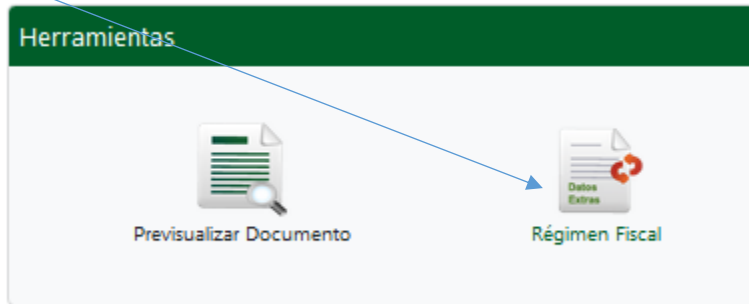 Herramientas
Datos
Extras
Previsualizar Documento
Régimen Fiscal